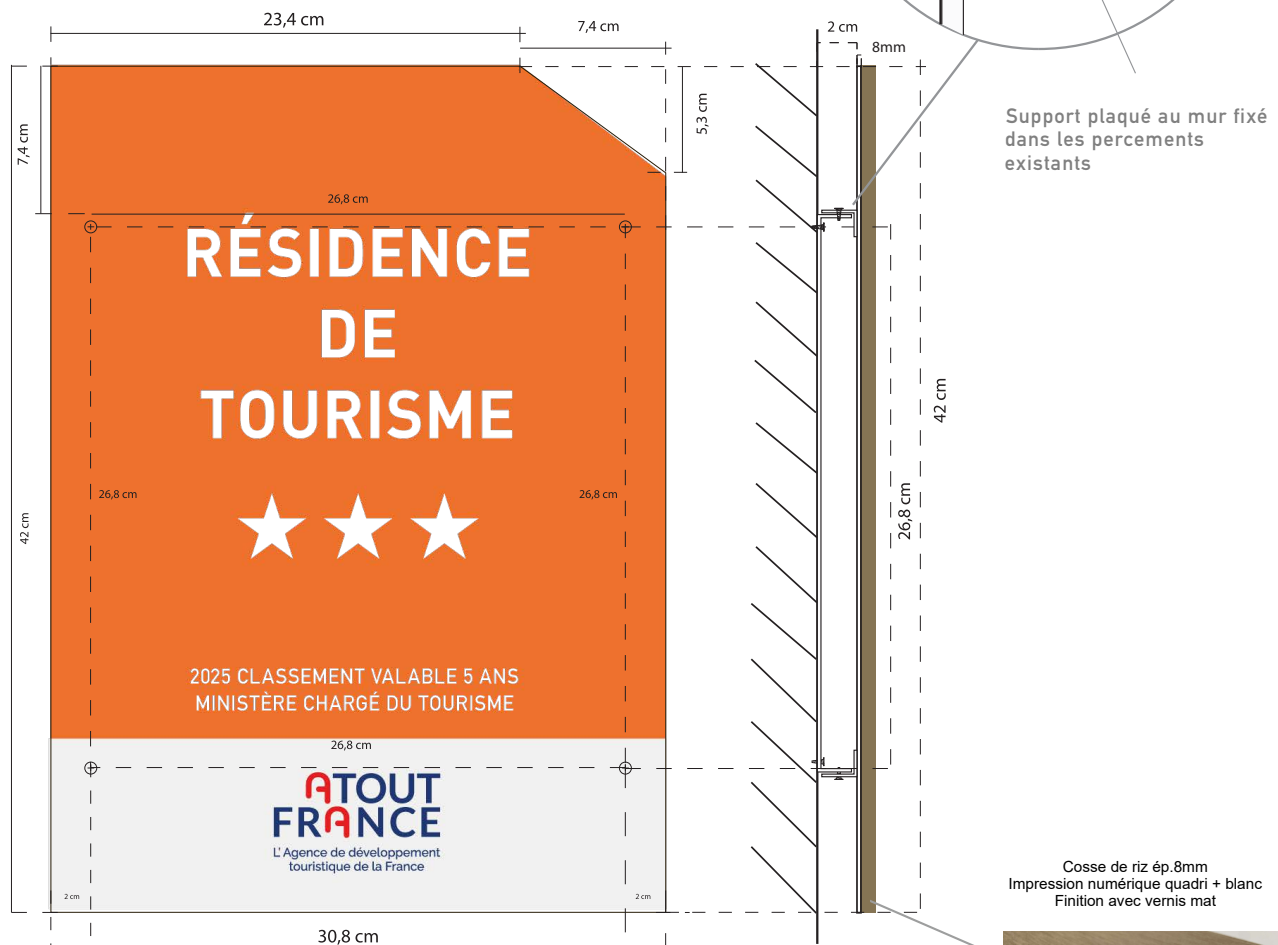 23,4 cm
7,4 cm
2 cm
8mm
7,4 cm
5,3 cm
Support plaqué au mur fixé
dans les percements
existants
26,8 cm
RÉSIDENCE
DE
TOURISME
42 cm
26,8 cm
26,8 cm
26,8 cm
42 cm
2025 CLASSEMENT VALABLE 5 ANS
MINISTÈRE CHARGÉ DU TOURISME
26,8 cm
ATOUT
FRANCE
L'Agence de développement
touristique de la France
2 cm
2 cm
30,8 cm
Cosse de riz ép.8mm
Impression numérique quadri + blanc
Finition avec vernis mat